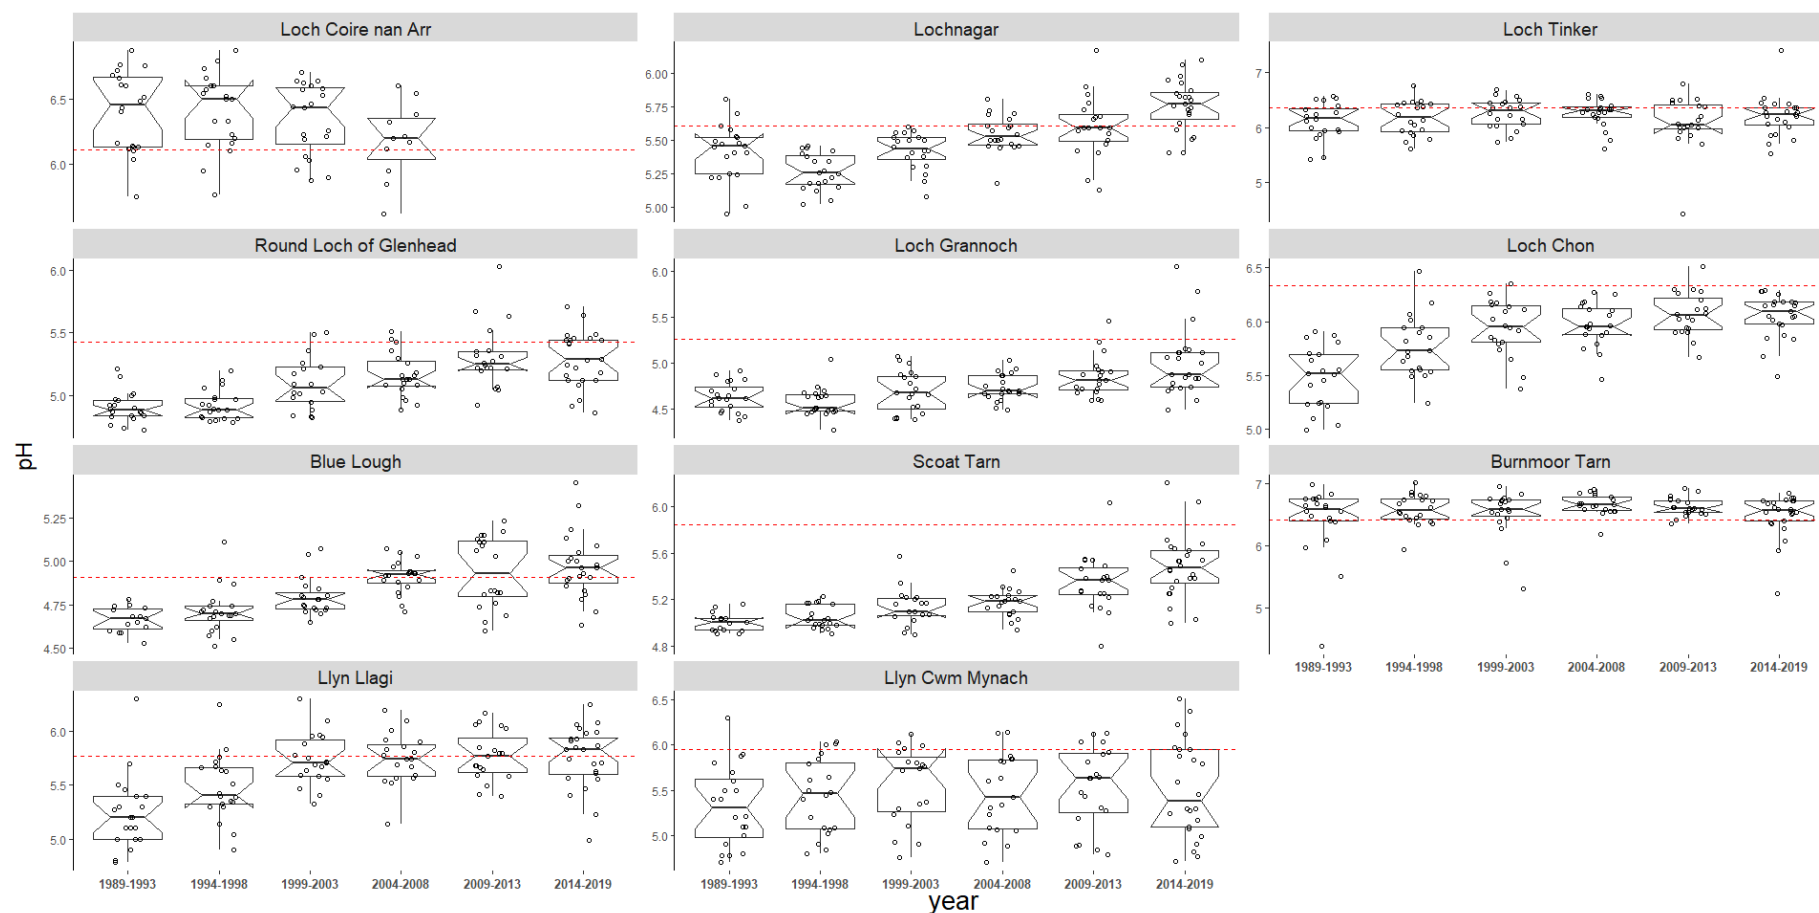 Loch Coire nan Arr
Lochnagar
Loch Tinker
6.5
6.0
6.00
5.75
5.50
5.25
5.00
7
6
5
Round Loch of Glenhead
Loch Grannoch
Loch Chon
6.0
5.5
5.0
6.0
5.5
5.0
4.5
6.5
6.0
5.5
5.0
pH
Blue Lough
Scoat Tarn
Burnmoor Tarn
5.25
5.00
4.75
4.50
6.0
5.6
5.2
4.8
7
6
5
1989-1993 1994-1998 1999-2003 2004-2008 2009-2013 2014-2019
Llyn Llagi
Llyn Cwm Mynach
6.0
5.5
5.0
6.5
6.0
5.5
5.0
1989-1993 1994-1998 1999-2003 2004-2008 2009-2013 2014-2019
1989-1993 1994-1998 1999-2003 2004-2008 2009-2013 2014-2019
year